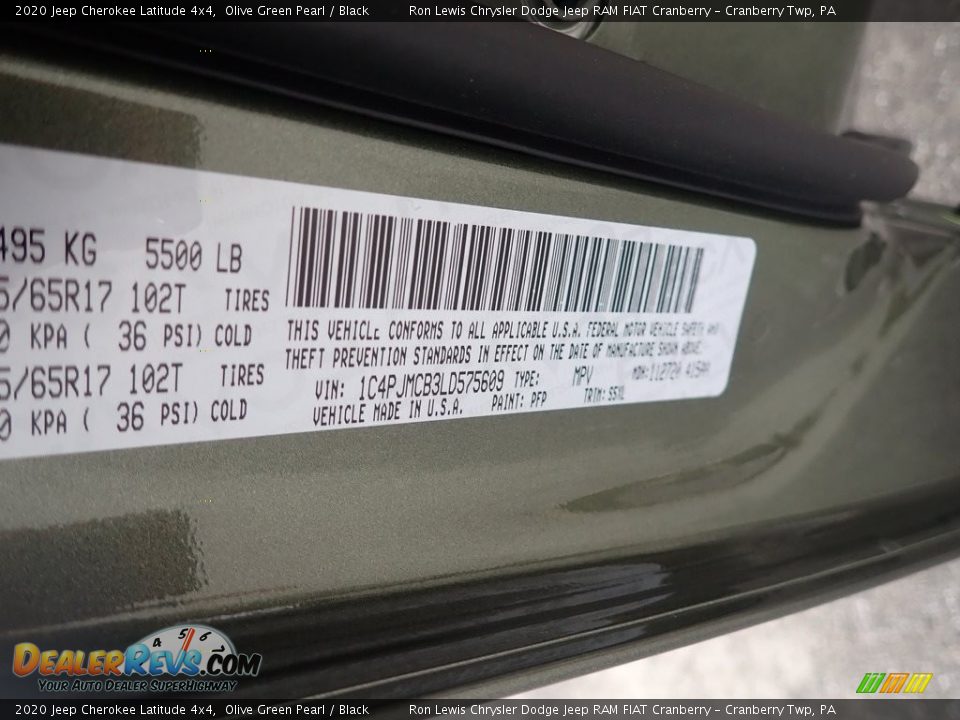 2020 Jeep Cherokee Latitude 4x4, Olive Green Pearl / Black Ron Lewis Chrysler Dodge Jeep RAM FIAT Cranberry – Cranberry Twp, PA
495 KG 5500 LB
5/65R17 102T TIRES
0 KPA ( 36 PSI) COLD
5/65R17 102T TIRES
0 KPA ( 36 PSI) COLD
THIS VEHICLE CONFORMS TO ALL APPLICABLE U.S.A. FEDERAL MOTOR VEHICLE SAFETY AND
THEFT PREVENTION STANDARDS IN EFFECT ON THE DATE OF MANUFACTURE SHOWN ABOVE.
VIN: 1C4PJMCB3LD575609 TYPE: MPV MDH:
VEHICLE MADE IN U.S.A. PAINT: PFP TRIM:
4 5 6
DEALERREVS.COM
YOUR AUTO DEALER SUPERHIGHWAY
2020 Jeep Cherokee Latitude 4x4, Olive Green Pearl / Black Ron Lewis Chrysler Dodge Jeep RAM FIAT Cranberry – Cranberry Twp, PA